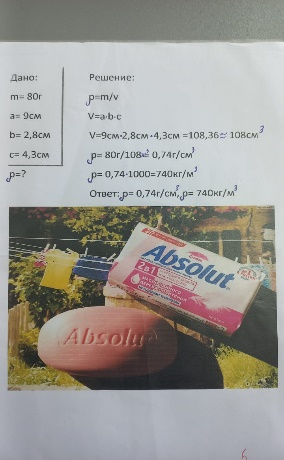 Дано:
m= 80г
a= 9см
b= 2,8см
c= 4,3см
ρ=?
Решение:
ρ=m/v
V=a·b·c
V=9см·2,8см·4,3см =108,36≈ 108см³
ρ= 80г/108≈ 0,74г/см³
ρ= 0,74·1000=740кг/м³
Ответ: ρ= 0,74г/см³, ρ= 740кг/м³
Absolut
2в1
Absolut